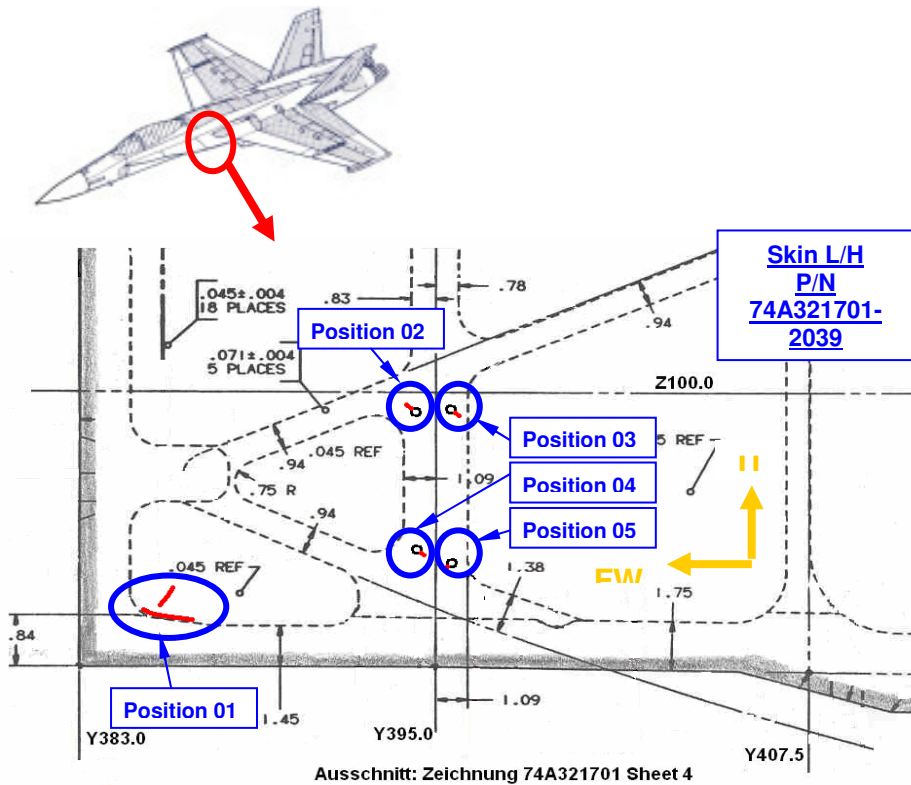 Skin L/H
P/N
74A321701-
2039
.045±.004
18 PLACES
.83
.78
Position 02
.94
.071±.004
5 PLACES
Z100.0
Position 03
.045 REF
.94
5 REF
1.09
Position 04
.75 R
.94
Position 05
.045 REF
1.38
1.75
.84
Position 01
1.45
1.09
Y383.0
Y395.0
Y407.5
Ausschnitt: Zeichnung 74A321701 Sheet 4